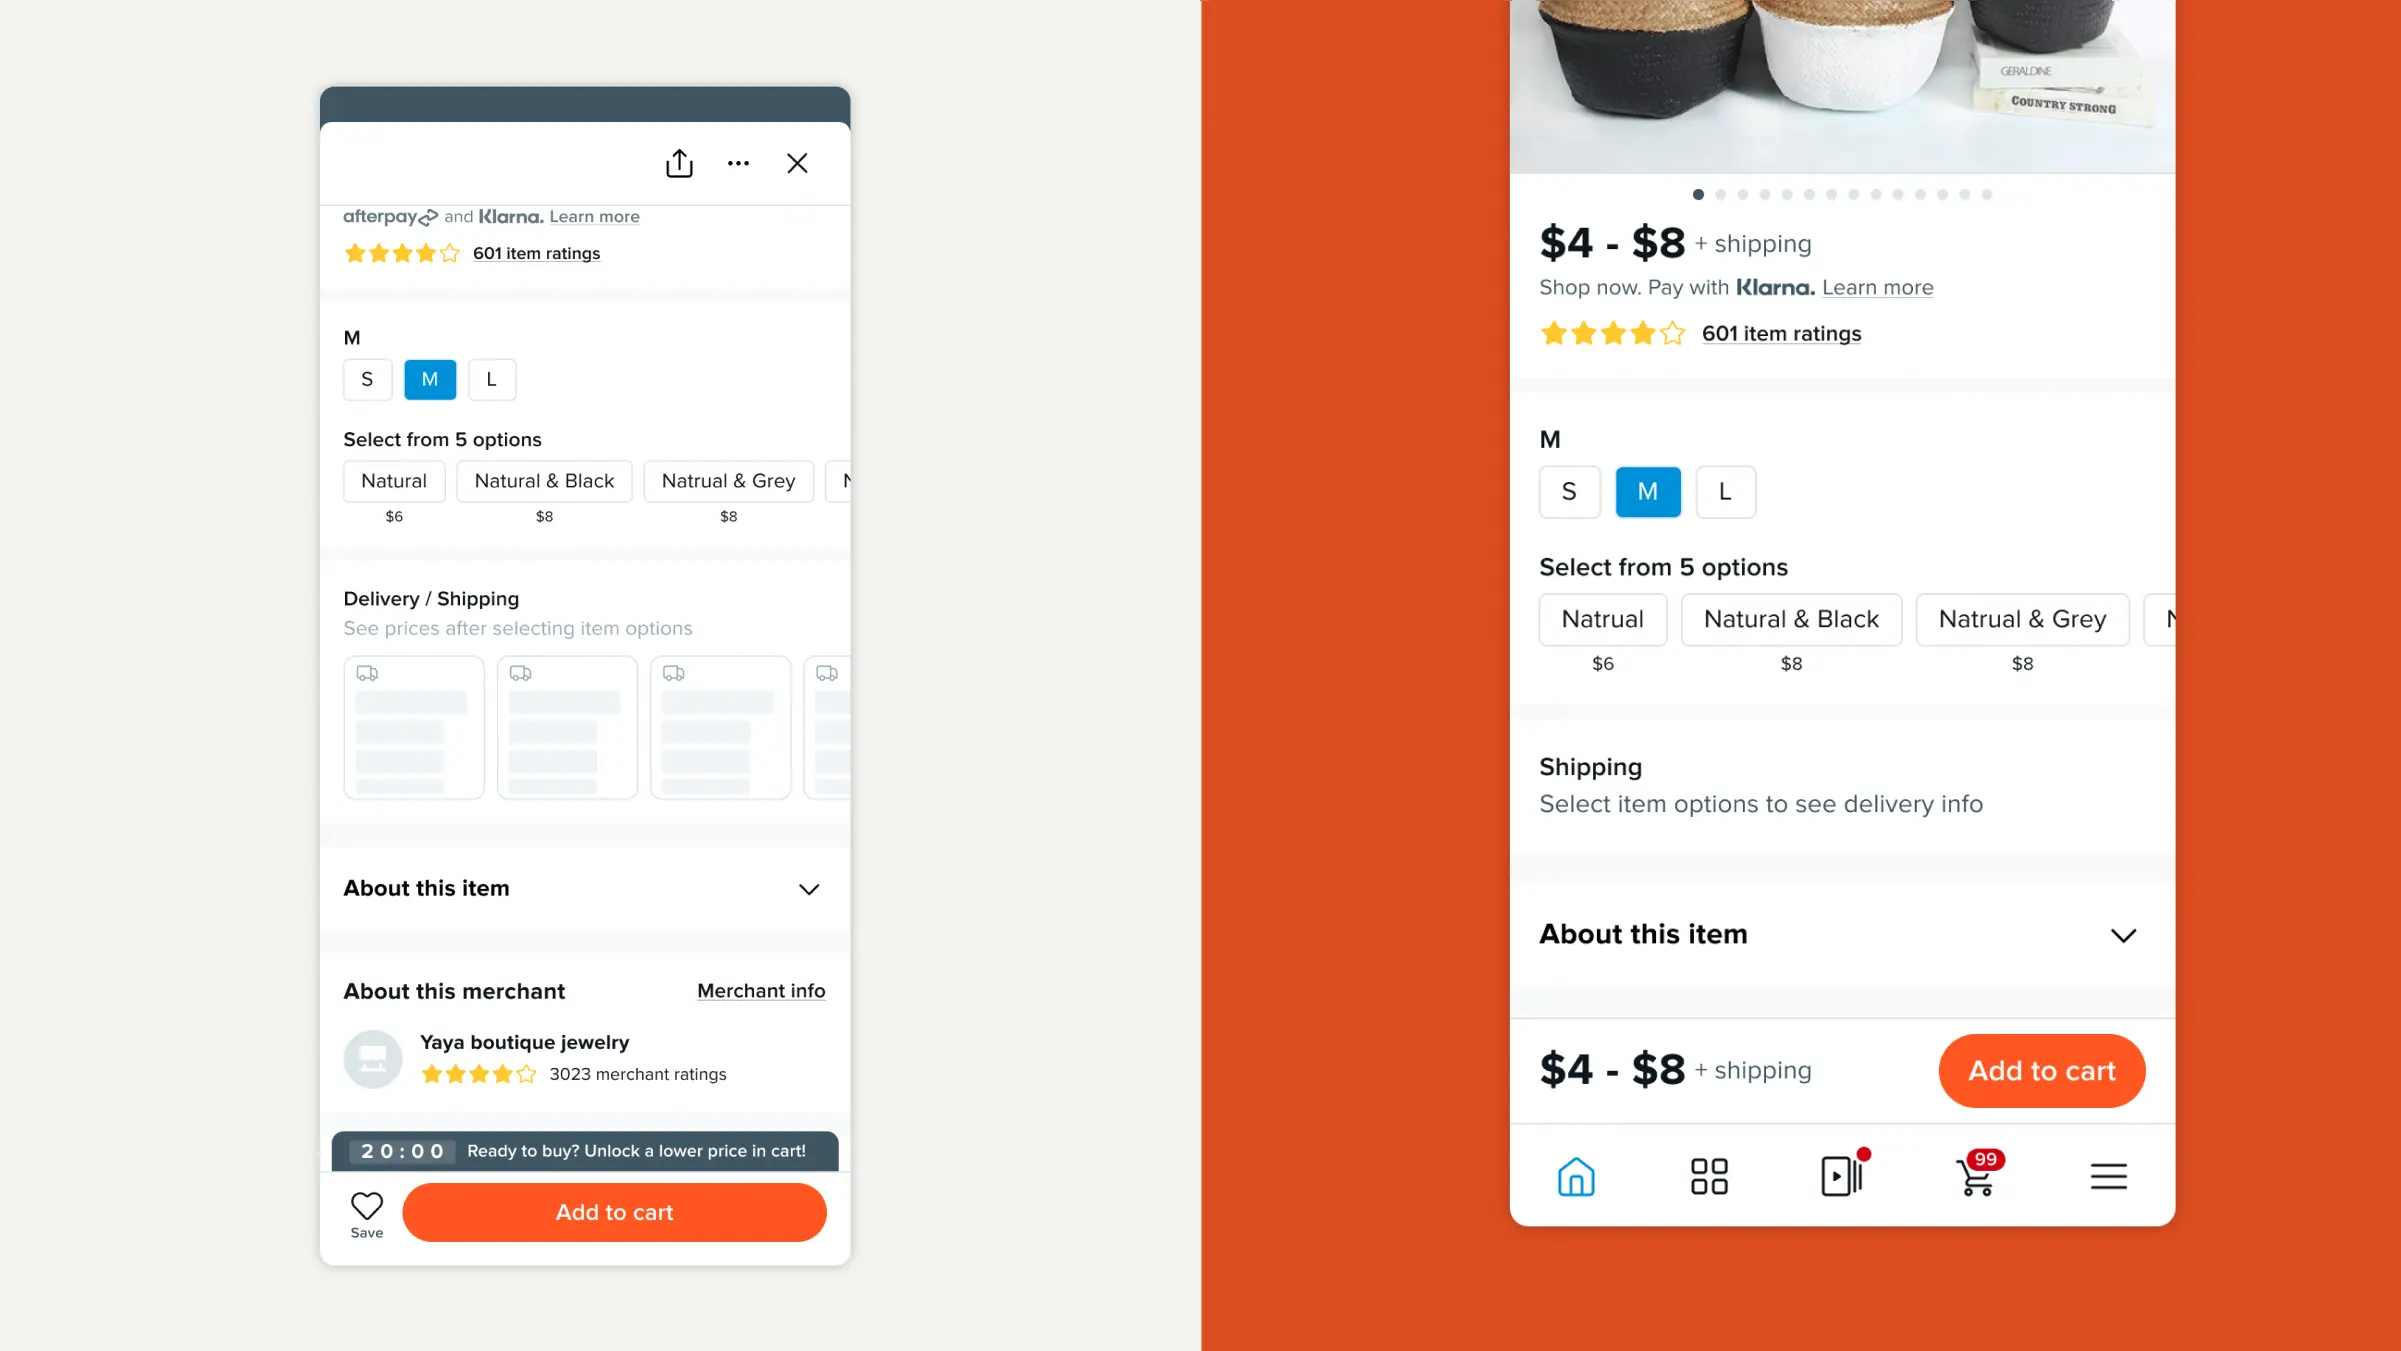 afterpay and Klarna. Learn more
601 item ratings
M
S M L
Select from 5 options
Natural Natural & Black Natrual & Grey N
$6 $8 $8
Delivery / Shipping
See prices after selecting item options
About this item
About this merchant Merchant info
Yaya boutique jewelry
3023 merchant ratings
20:00 Ready to buy? Unlock a lower price in cart!
Save Add to cart
GERALDINE
COUNTRY STRONG
$4 - $8 + shipping
Shop now. Pay with Klarna. Learn more
601 item ratings
M
S M L
Select from 5 options
Natrual Natural & Black Natrual & Grey N
$6 $8 $8
Shipping
Select item options to see delivery info
About this item
$4 - $8 + shipping Add to cart
99